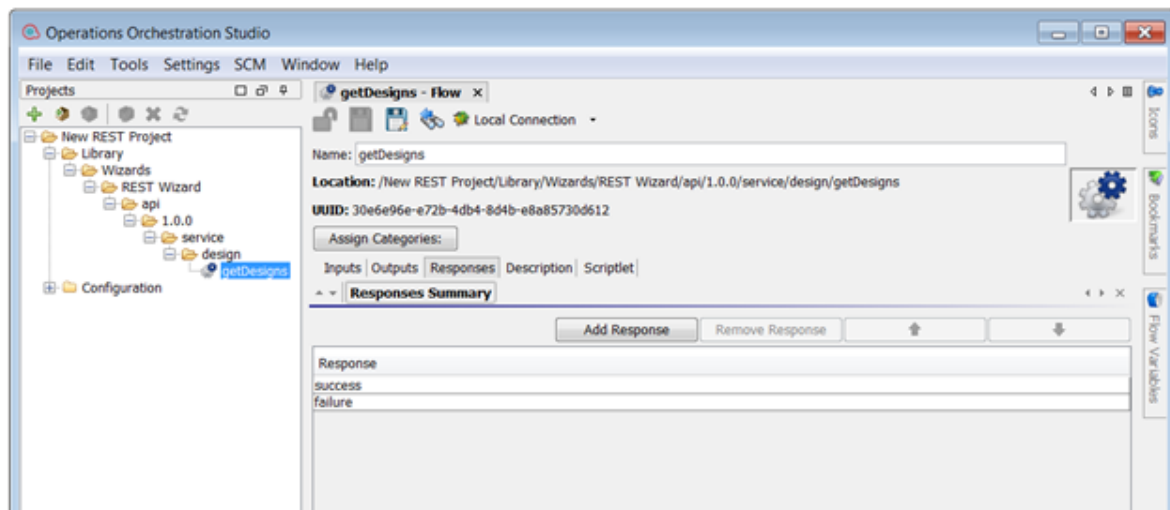 Operations Orchestration Studio
File Edit Tools Settings SCM Window Help
Projects
New REST Project
Library
Wizards
REST Wizard
api
1.0.0
service
design
getDesigns
Configuration
getDesigns - Flow
Local Connection
Name: getDesigns
Location: /New REST Project/Library/Wizards/REST Wizard/api/1.0.0/service/design/getDesigns
UUID: 30e6e96e-e72b-4db4-8d4b-e8a85730d612
Assign Categories:
Inputs Outputs Responses Description Scriptlet
Responses Summary
Add Response Remove Response
Response
success
failure
Icons
Bookmarks
Flow Variables